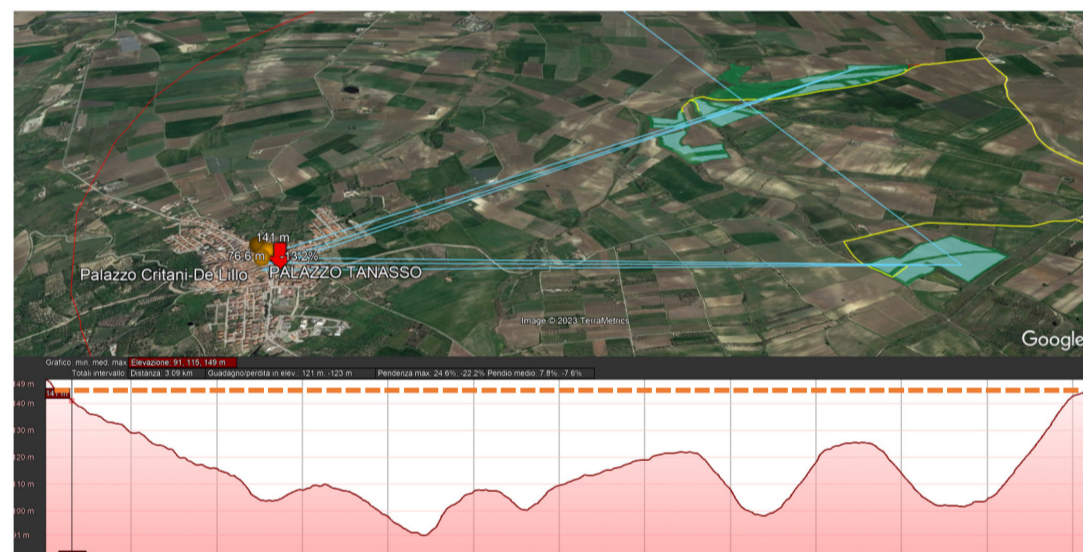 141 m
76.6 m -13.2%
Palazzo Critani-De Lillo PALAZZO TANASSO
Image © 2023 TerraMetrics
Google
Grafico: min. med. max Elevazione: 91, 115, 149 m
Totali intervallo: Distanza: 3.09 km Guadagno/perdita in elev.: 121 m. -123 m Pendenza max: 24.6%, -22.2% Pendio medio: 7.8%, -7.6%
149 m
141 m
140 m
130 m
120 m
110 m
100 m
91 m